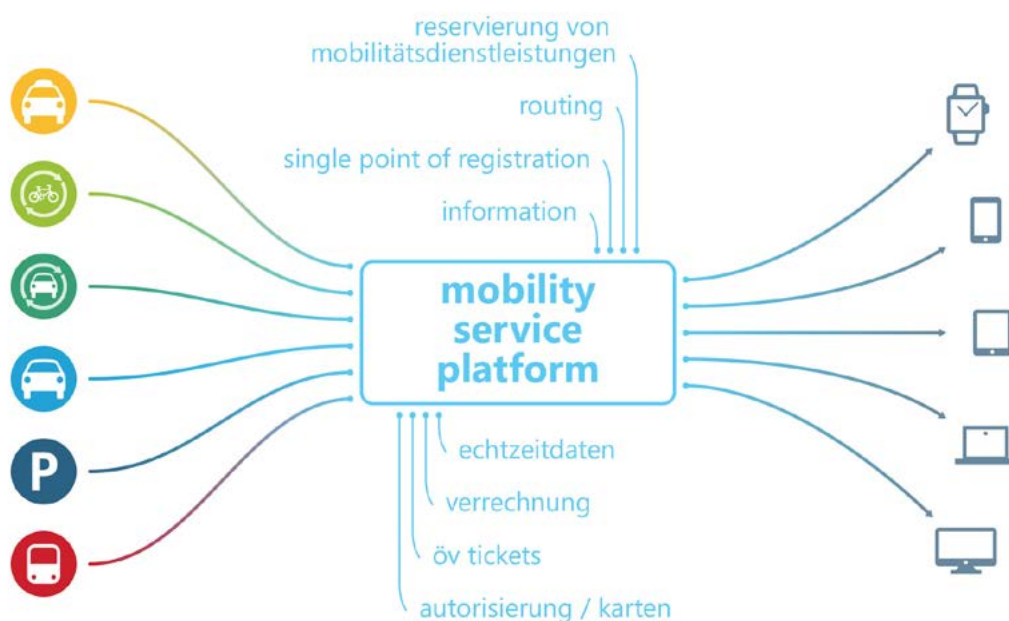 reservierung von
mobilitätsdienstleistungen
routing
single point of registration
information
mobility
service
platform
P
echtzeitdaten
verrechnung
öv tickets
autorisierung / karten